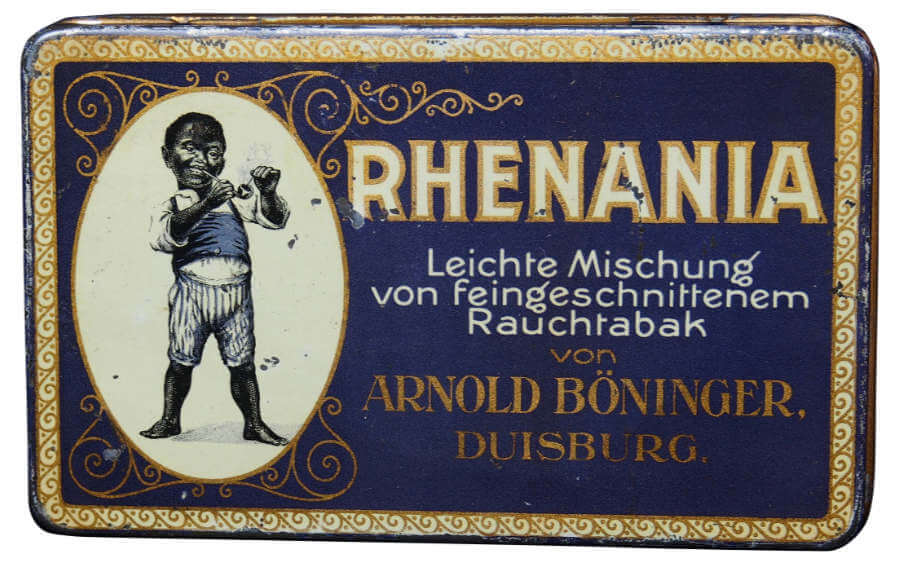 RHENANIA
Leichte Mischung
von feingeschnittenem
Rauchtabak
von
ARNOLD BÖNINGER,
DUISBURG.